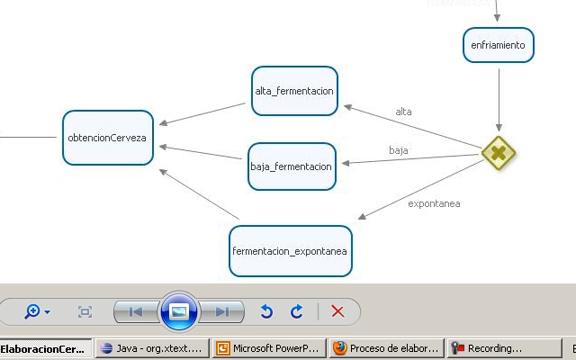 enfriamiento
alta_fermentacion
alta
obtencionCerveza
baja
baja_fermentacion
expontanea
fermentacion_expontanea
ElaboracionCer...
Java - org.xtext....
Microsoft PowerP...
Proceso de elabor...
Recording...